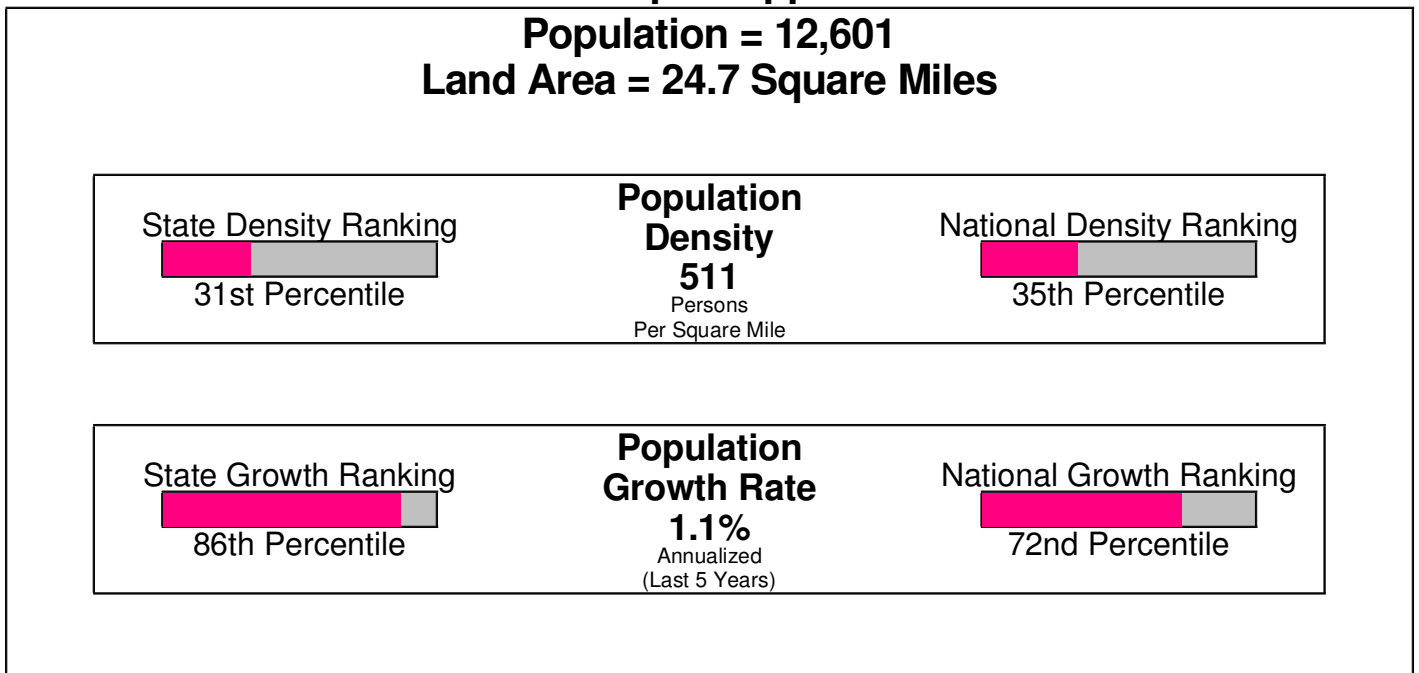 Population = 12,601
Land Area = 24.7 Square Miles
State Density Ranking
31st Percentile
Population
Density
511
Persons
Per Square Mile
National Density Ranking
35th Percentile
State Growth Ranking
86th Percentile
Population
Growth Rate
1.1%
Annualized
(Last 5 Years)
National Growth Ranking
72nd Percentile